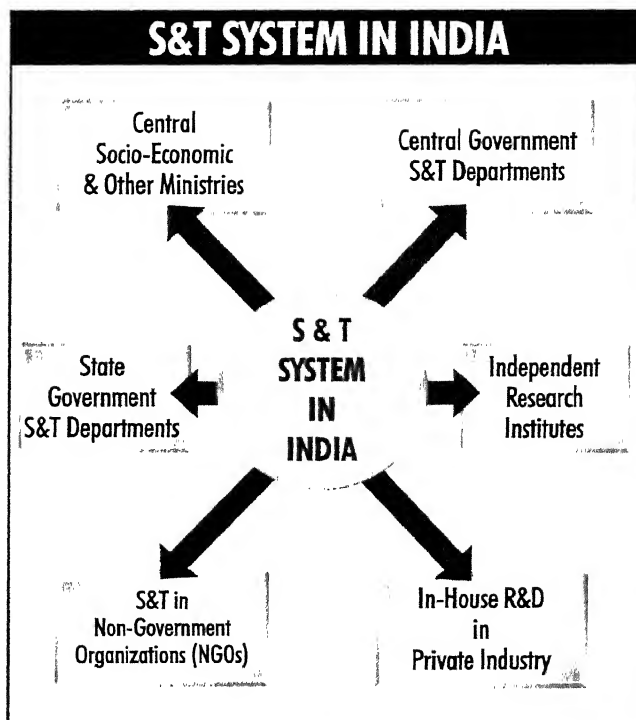 S&T SYSTEM IN INDIA
Central
Socio-Economic
& Other Ministries
Central Government
S&T Departments
S & T
SYSTEM
IN
INDIA
State
Government
S&T Departments
Independent
Research
Institutes
S&T in
Non-Government
Organizations (NGOs)
In-House R&D
in
Private Industry